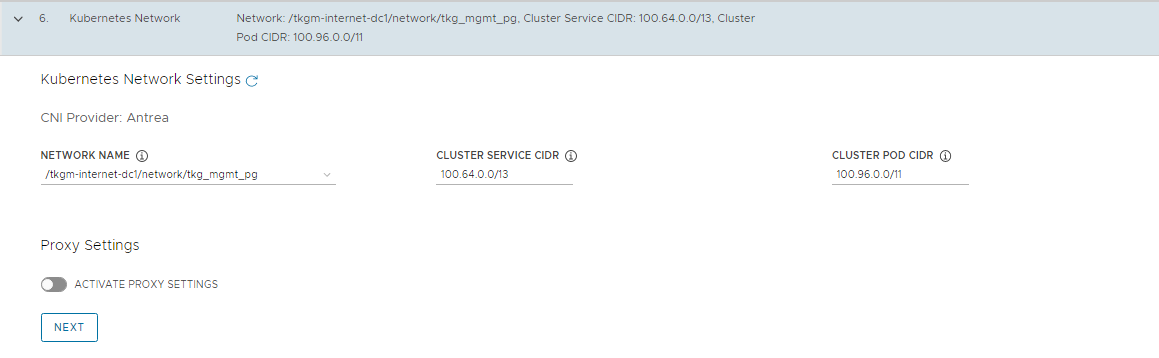 6. Kubernetes Network Network: /tkgm-internet-dc1/network/tkg_mgmt_pg, Cluster Service CIDR: 100.64.0.0/13, Cluster
Pod CIDR: 100.96.0.0/11
Kubernetes Network Settings
CNI Provider: Antrea
NETWORK NAME CLUSTER SERVICE CIDR CLUSTER POD CIDR
/tkgm-internet-dc1/network/tkg_mgmt_pg 100.64.0.0/13 100.96.0.0/11
Proxy Settings
ACTIVATE PROXY SETTINGS
NEXT